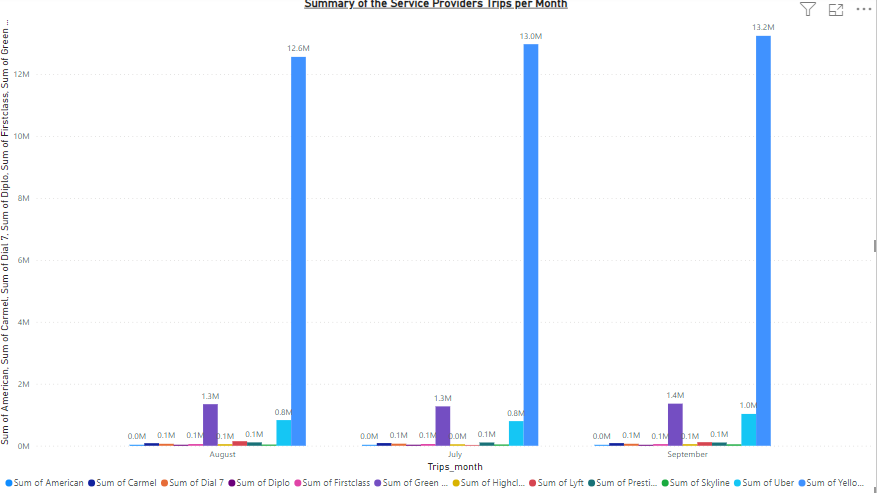 Summary of the Service Providers Trips per Month
Sum of American, Sum of Carmel, Sum of Dial 7, Sum of Diplo, Sum of Firstclass, Sum of Green ...
12M
10M
8M
6M
4M
2M
0M
0.0M 0.1M 0.1M 1.3M 0.1M 0.1M 0.8M 12.6M
0.0M 0.1M 0.1M 1.3M 0.0M 0.1M 0.8M 13.0M
0.0M 0.1M 0.1M 1.4M 0.1M 0.1M 1.0M 13.2M
August July September
Trips_month
Sum of American Sum of Carmel Sum of Dial 7 Sum of Diplo Sum of Firstclass Sum of Green ... Sum of Highcl... Sum of Lyft Sum of Presti... Sum of Skyline Sum of Uber Sum of Yello...